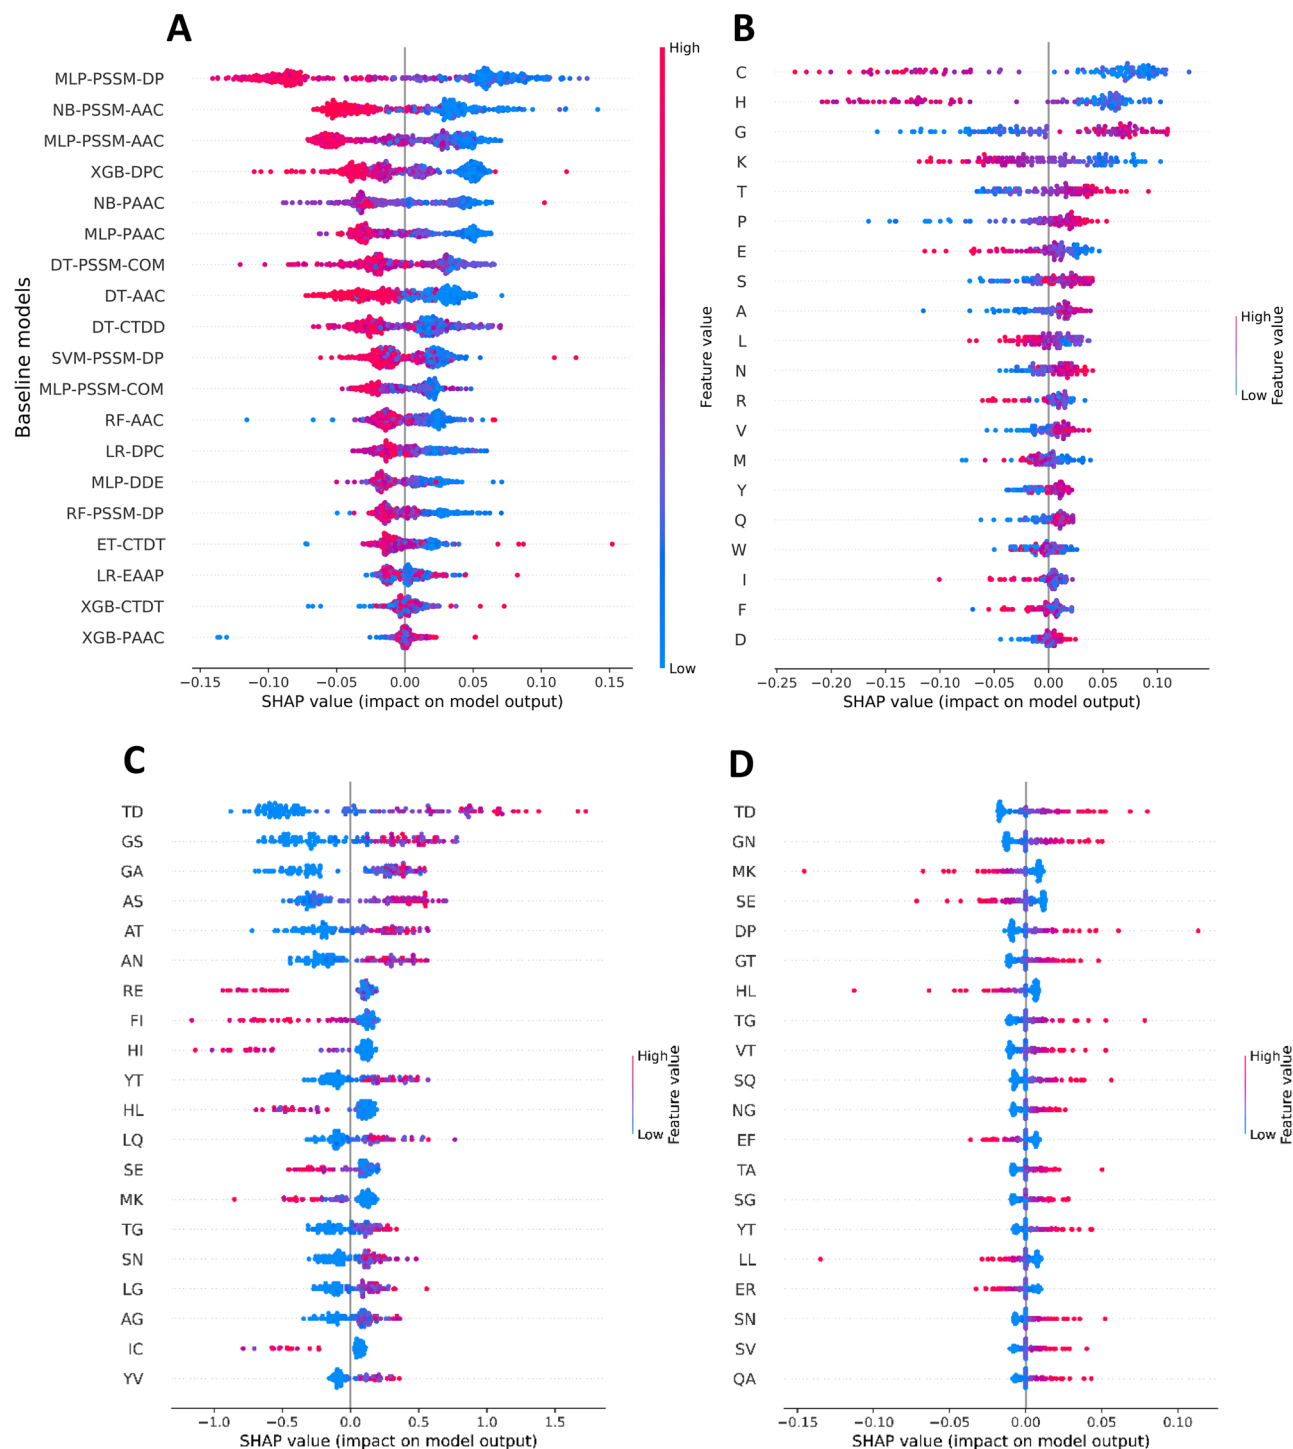 A
Baseline models
MLP-PSSM-DP
NB-PSSM-AAC
MLP-PSSM-AAC
XGB-DPC
NB-PAAC
MLP-PAAC
DT-PSSM-COM
DT-AAC
DT-CTDD
SVM-PSSM-DP
MLP-PSSM-COM
RF-AAC
LR-DPC
MLP-DDE
RF-PSSM-DP
ET-CTDT
LR-EAAP
XGB-CTDT
XGB-PAAC
−0.15 −0.10 −0.05 0.00 0.05 0.10 0.15
SHAP value (impact on model output)
High
Feature value
Low
B
C
H
G
K
T
P
E
S
A
L
N
R
V
M
Y
Q
W
I
F
D
−0.25 −0.20 −0.15 −0.10 −0.05 0.00 0.05 0.10
SHAP value (impact on model output)
High
Feature value
Low
C
TD
GS
GA
AS
AT
AN
RE
FI
HI
YT
HL
LQ
SE
MK
TG
SN
LG
AG
IC
YV
−1.0 −0.5 0.0 0.5 1.0 1.5
SHAP value (impact on model output)
High
Feature value
Low
D
TD
GN
MK
SE
DP
GT
HL
TG
VT
SQ
NG
EF
TA
SG
YT
LL
ER
SN
SV
QA
−0.15 −0.10 −0.05 0.00 0.05 0.10
SHAP value (impact on model output)
High
Feature value
Low